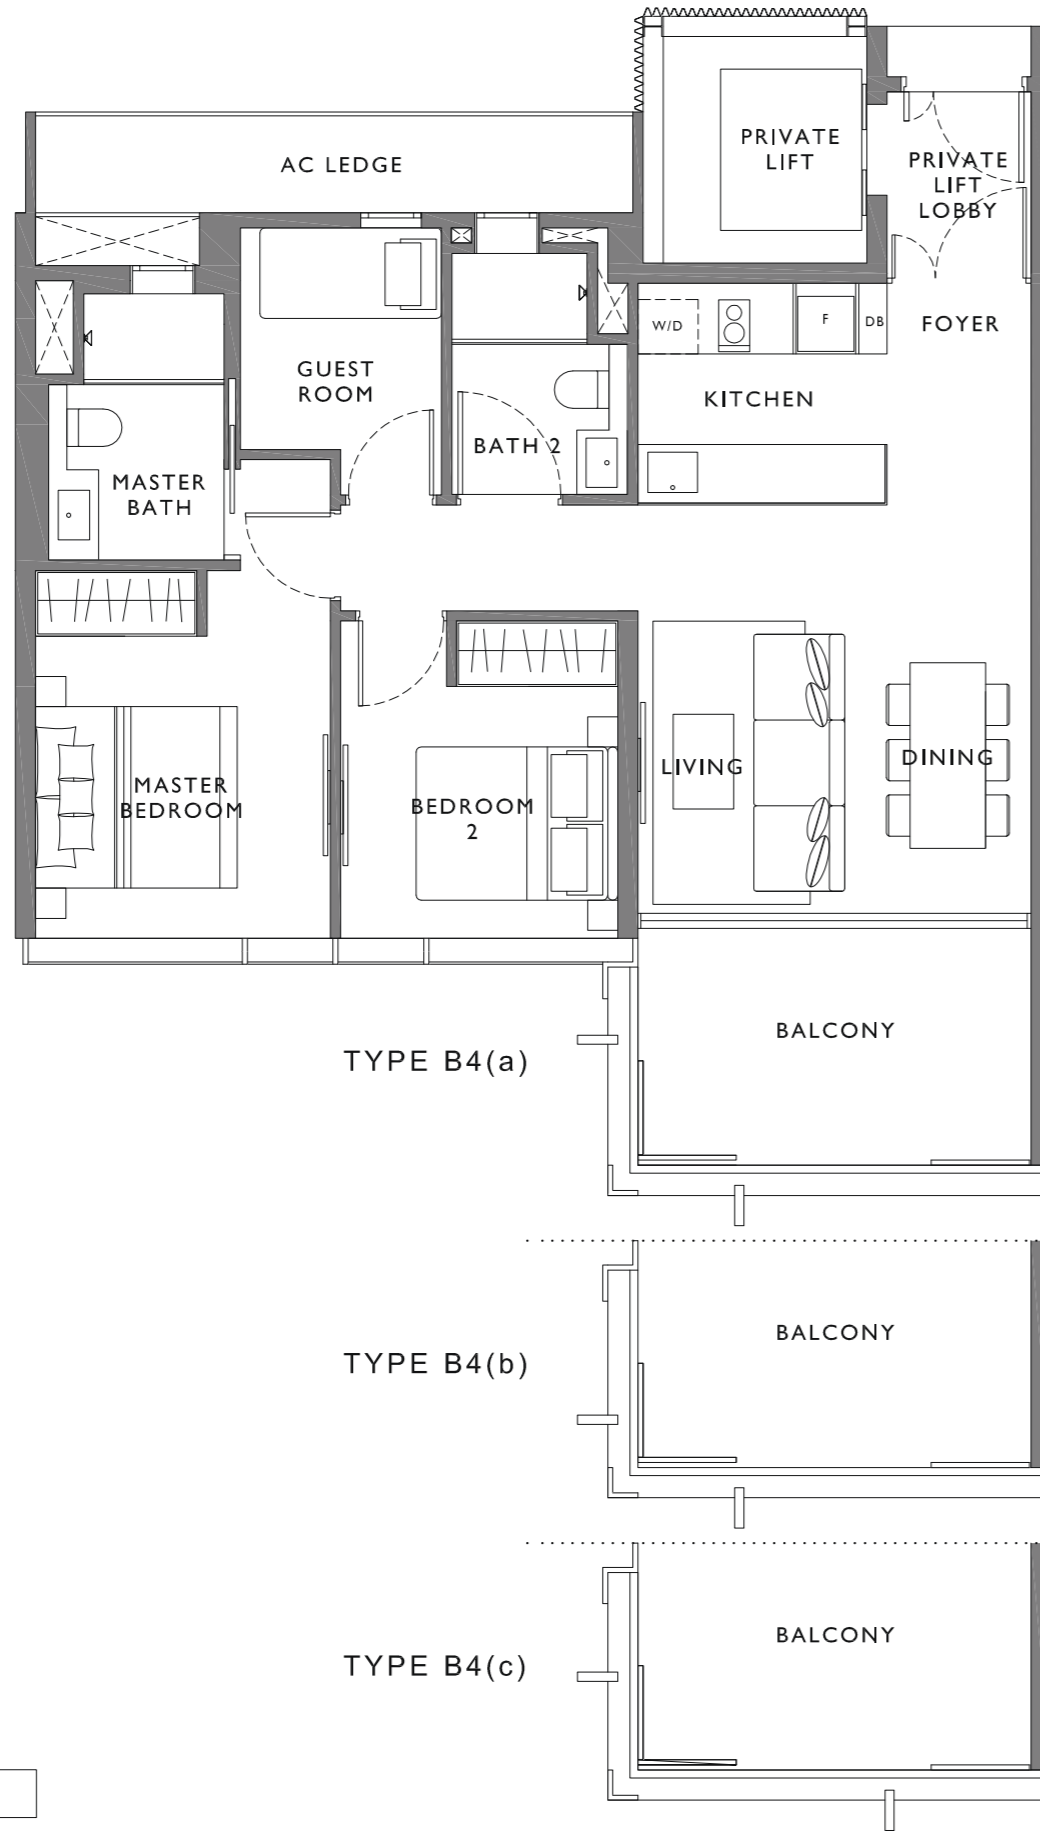 PRIVATE
LIFT
AC LEDGE
PRIVATE
LIFT
LOBBY
W/D
F
DB
FOYER
GUEST
ROOM
KITCHEN
BATH 2
MASTER
BATH
LIVING
DINING
MASTER
BEDROOM
BEDROOM
2
BALCONY
TYPE B4(a)
BALCONY
TYPE B4(b)
BALCONY
TYPE B4(c)